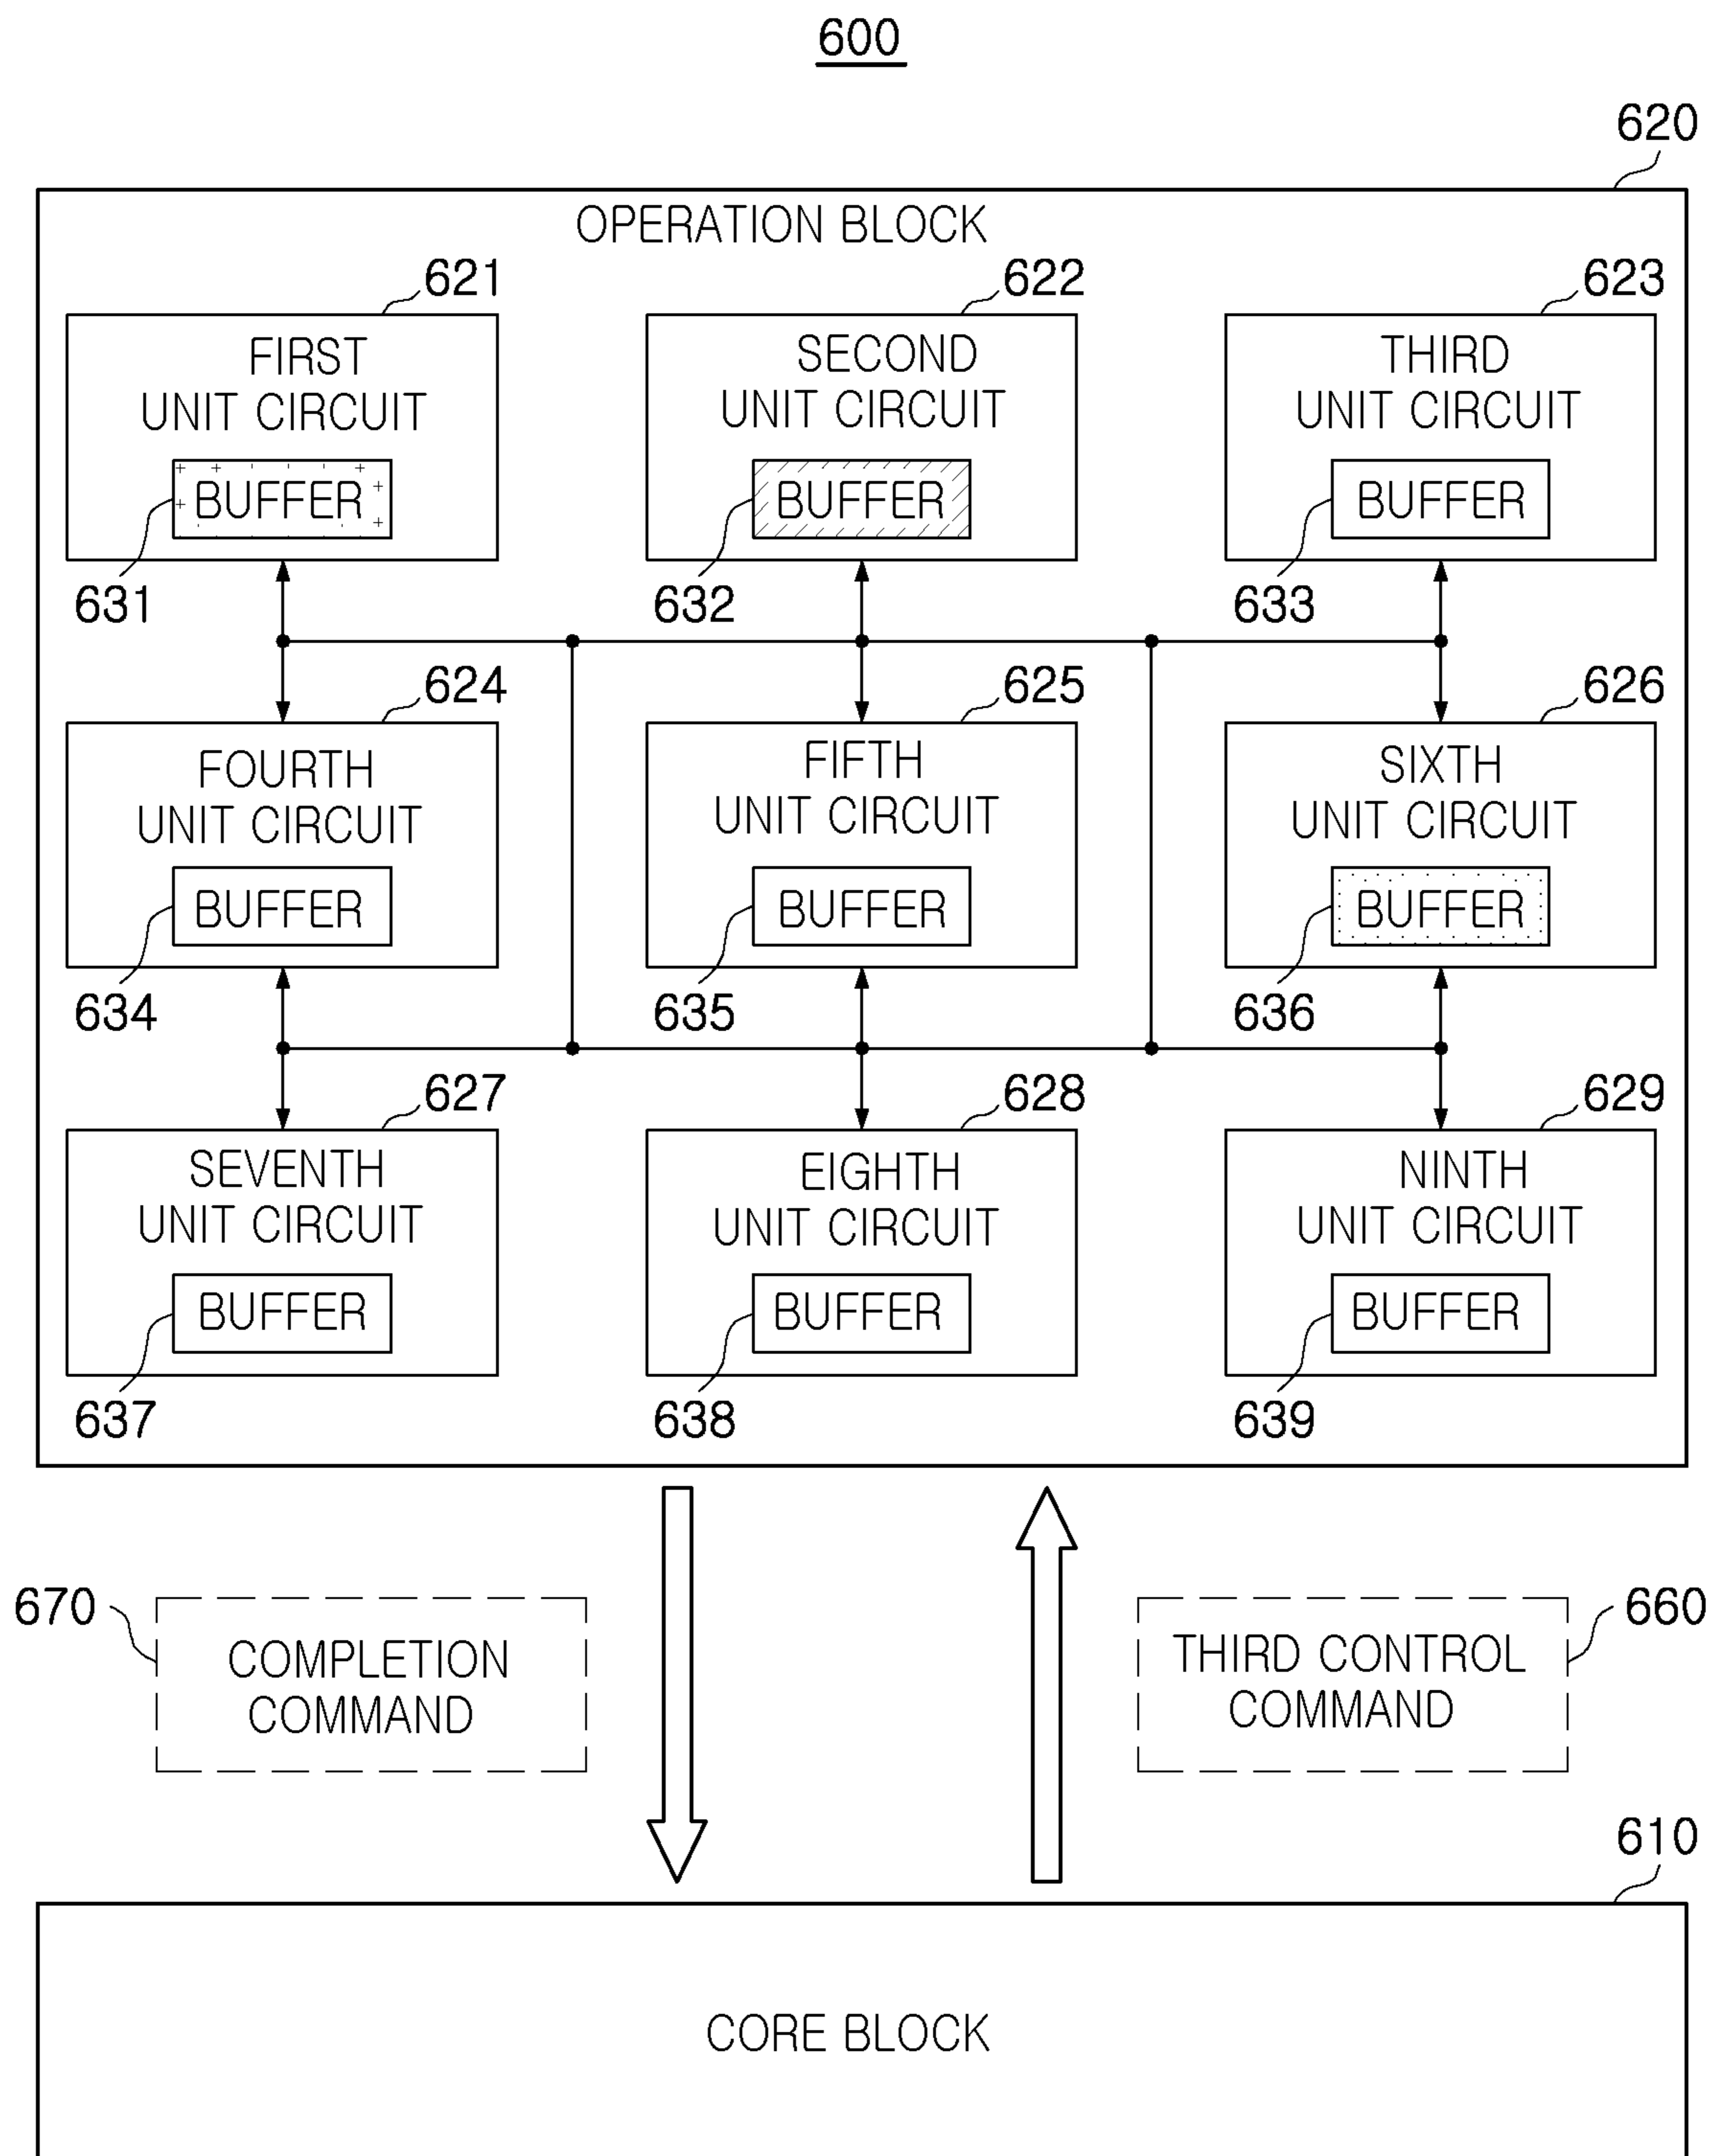 600
620
OPERATION BLOCK
621
622
623
FIRST
UNIT CIRCUIT
BUFFER
SECOND
UNIT CIRCUIT
BUFFER
THIRD
UNIT CIRCUIT
BUFFER
631
632
633
624
625
626
FOURTH
UNIT CIRCUIT
BUFFER
FIFTH
UNIT CIRCUIT
BUFFER
SIXTH
UNIT CIRCUIT
BUFFER
634
635
636
627
628
629
SEVENTH
UNIT CIRCUIT
BUFFER
EIGHTH
UNIT CIRCUIT
BUFFER
NINTH
UNIT CIRCUIT
BUFFER
637
638
639
670
COMPLETION
COMMAND
THIRD CONTROL
COMMAND
660
610
CORE BLOCK